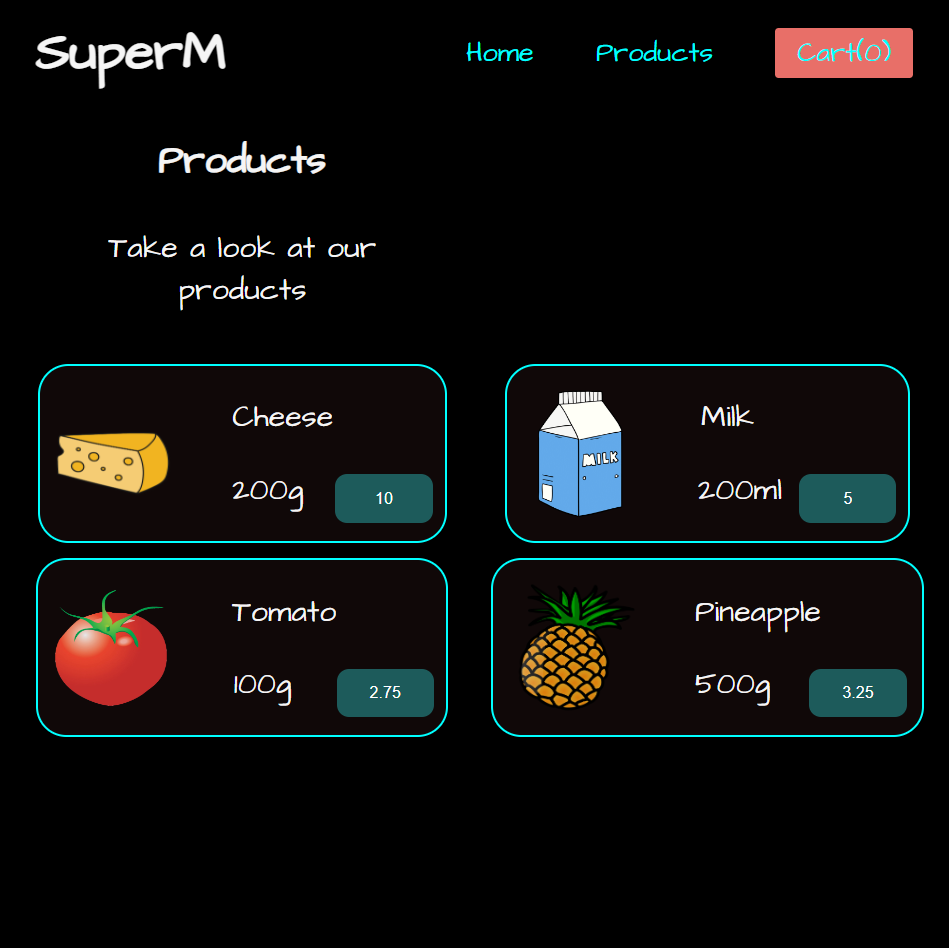 SuperM
Home
Products
Cart(0)
Products
Take a look at our
products
Cheese
200g
10
MILK
Milk
200ml
5
Tomato
100g
2.75
Pineapple
500g
3.25